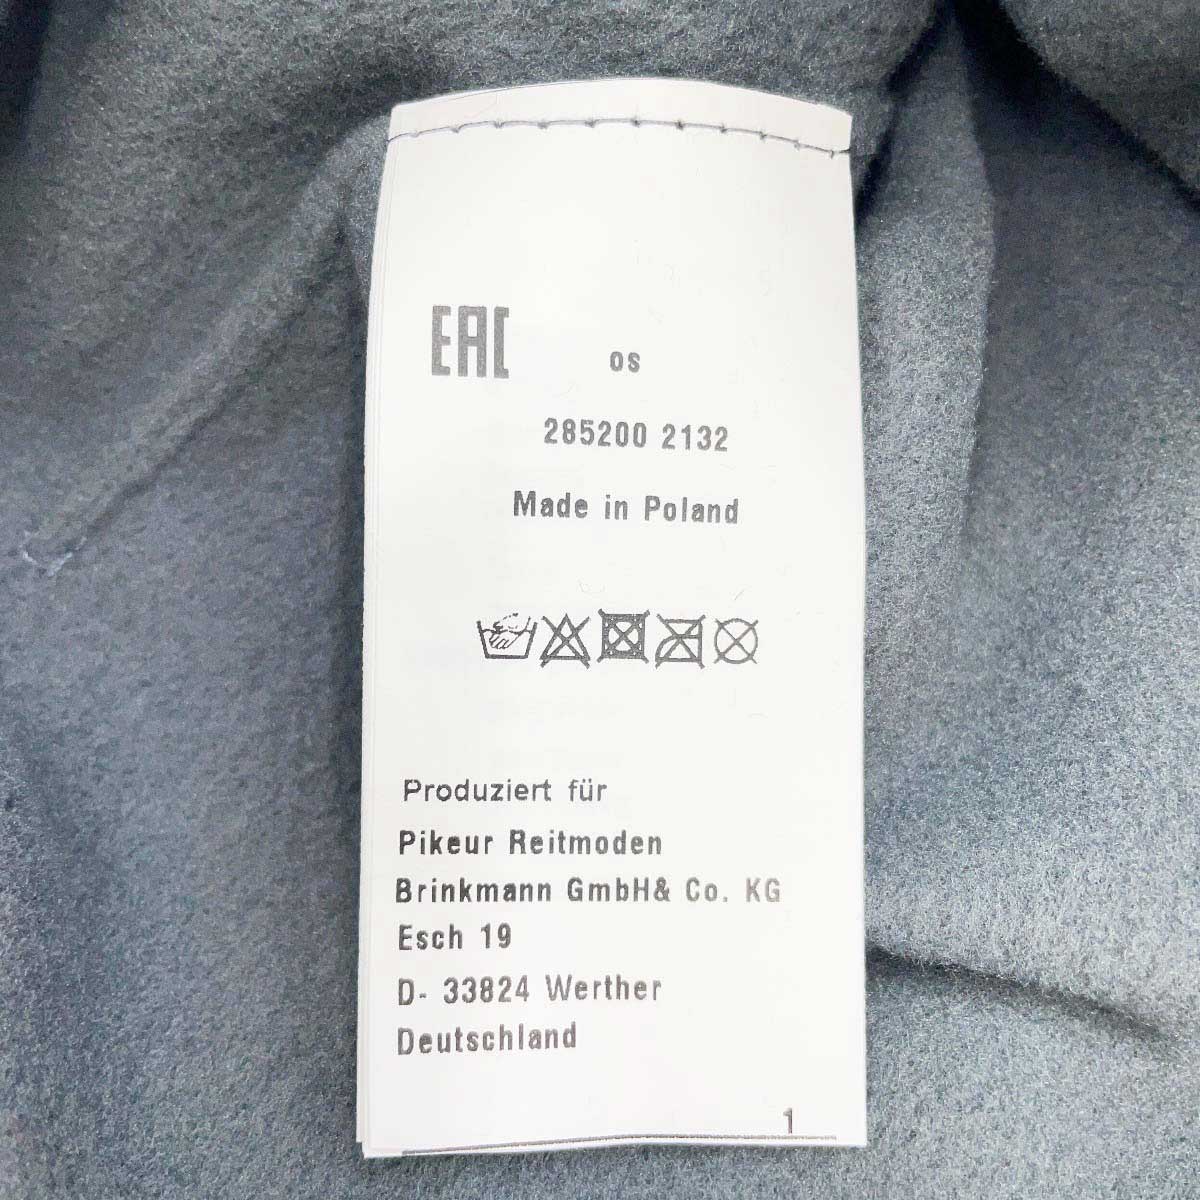 EAC
os
285200 2132
Made in Poland
Produziert für
Pikeur Reitmoden
Brinkmann GmbH& Co. KG
Esch 19
D- 33824 Werther
Deutschland
1